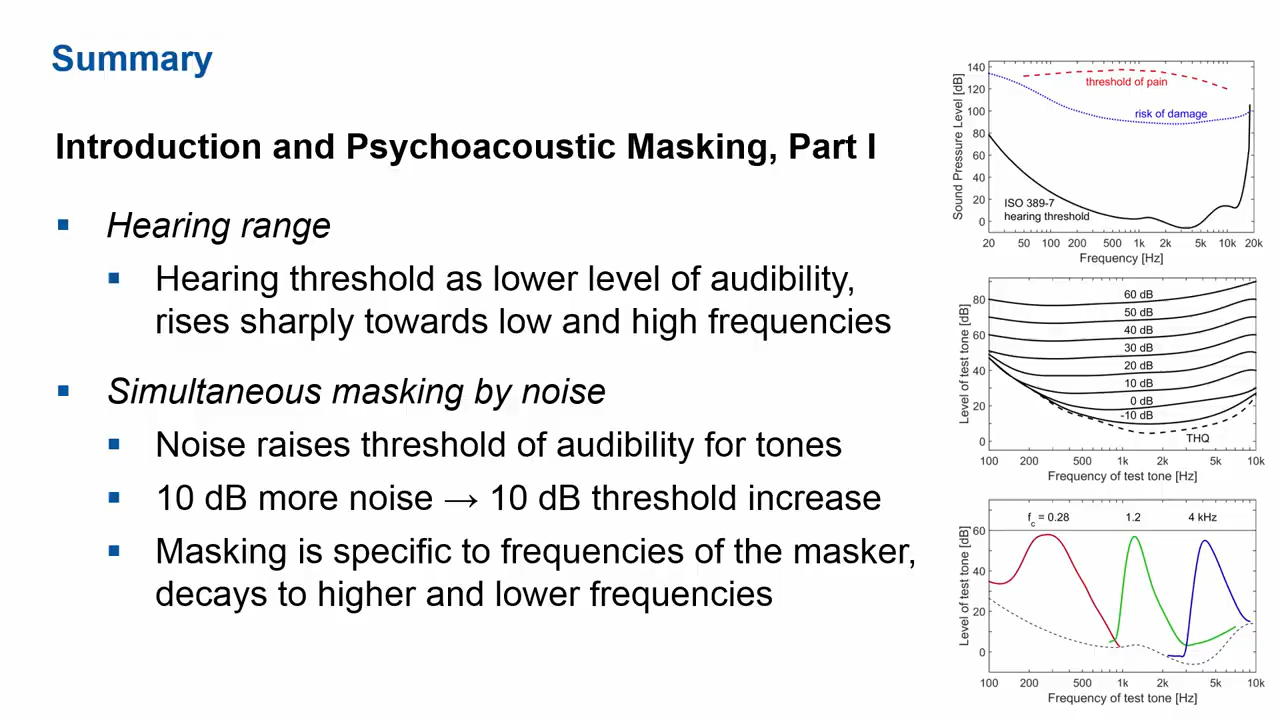 Summary
Introduction and Psychoacoustic Masking, Part I
▪ Hearing range
▪ Hearing threshold as lower level of audibility,
rises sharply towards low and high frequencies
▪ Simultaneous masking by noise
▪ Noise raises threshold of audibility for tones
▪ 10 dB more noise → 10 dB threshold increase
▪ Masking is specific to frequencies of the masker,
decays to higher and lower frequencies
Sound Pressure Level [dB]
140
120
100
80
60
40
20
0
threshold of pain
risk of damage
ISO 389-7
hearing threshold
20 50 100 200 500 1k 2k 5k 10k 20k
Frequency [Hz]
Level of test tone [dB]
80
60
40
20
0
60 dB
50 dB
40 dB
30 dB
20 dB
10 dB
0 dB
-10 dB
THQ
100 200 500 1k 2k 5k 10k
Frequency of test tone [Hz]
Level of test tone [dB]
60
40
20
0
fc = 0.28 1.2 4 kHz
100 200 500 1k 2k 5k 10k
Frequency of test tone [Hz]